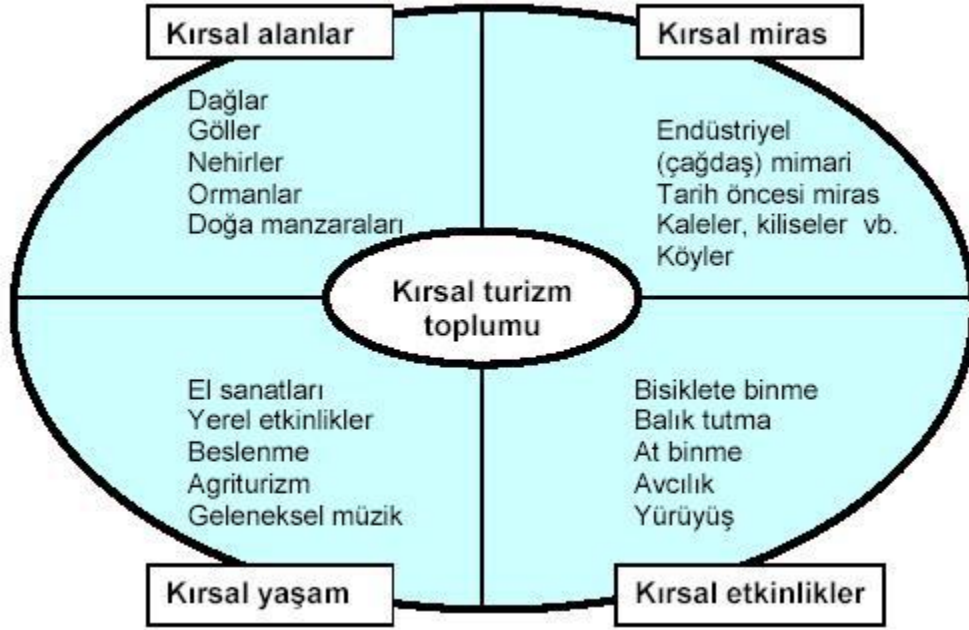 Kırsal alanlar
Dağlar
Göller
Nehirler
Ormanlar
Doğa manzaraları
Kırsal miras
Endüstriyel
(çağdaş) mimari
Tarih öncesi miras
Kaleler, kiliseler vb.
Köyler
Kırsal turizm
toplumu
El sanatları
Yerel etkinlikler
Beslenme
Agriturizm
Geleneksel müzik
Kırsal yaşam
Bisiklete binme
Balık tutma
At binme
Avcılık
Yürüyüş
Kırsal etkinlikler